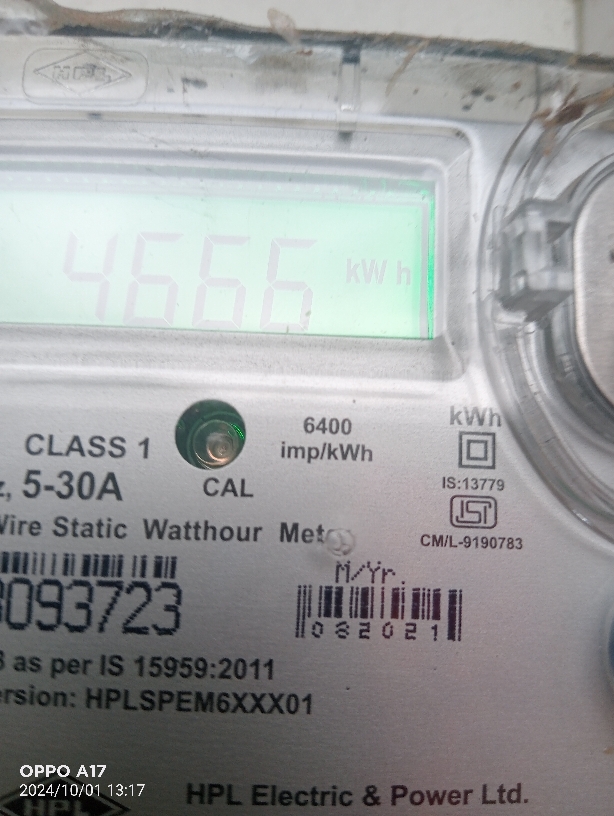 HPL
4666 kWh
6400
imp/kWh
kWh
CLASS 1
CAL
IS:13779
z, 5-30A
CM/L-9190783
Wire Static Watthour Mete
M/Yr.
093723
082021
B as per IS 15959:2011
ersion: HPLSPEM6XXX01
OPPO A17
2024/10/01 13:17
HPL
HPL Electric & Power Ltd.